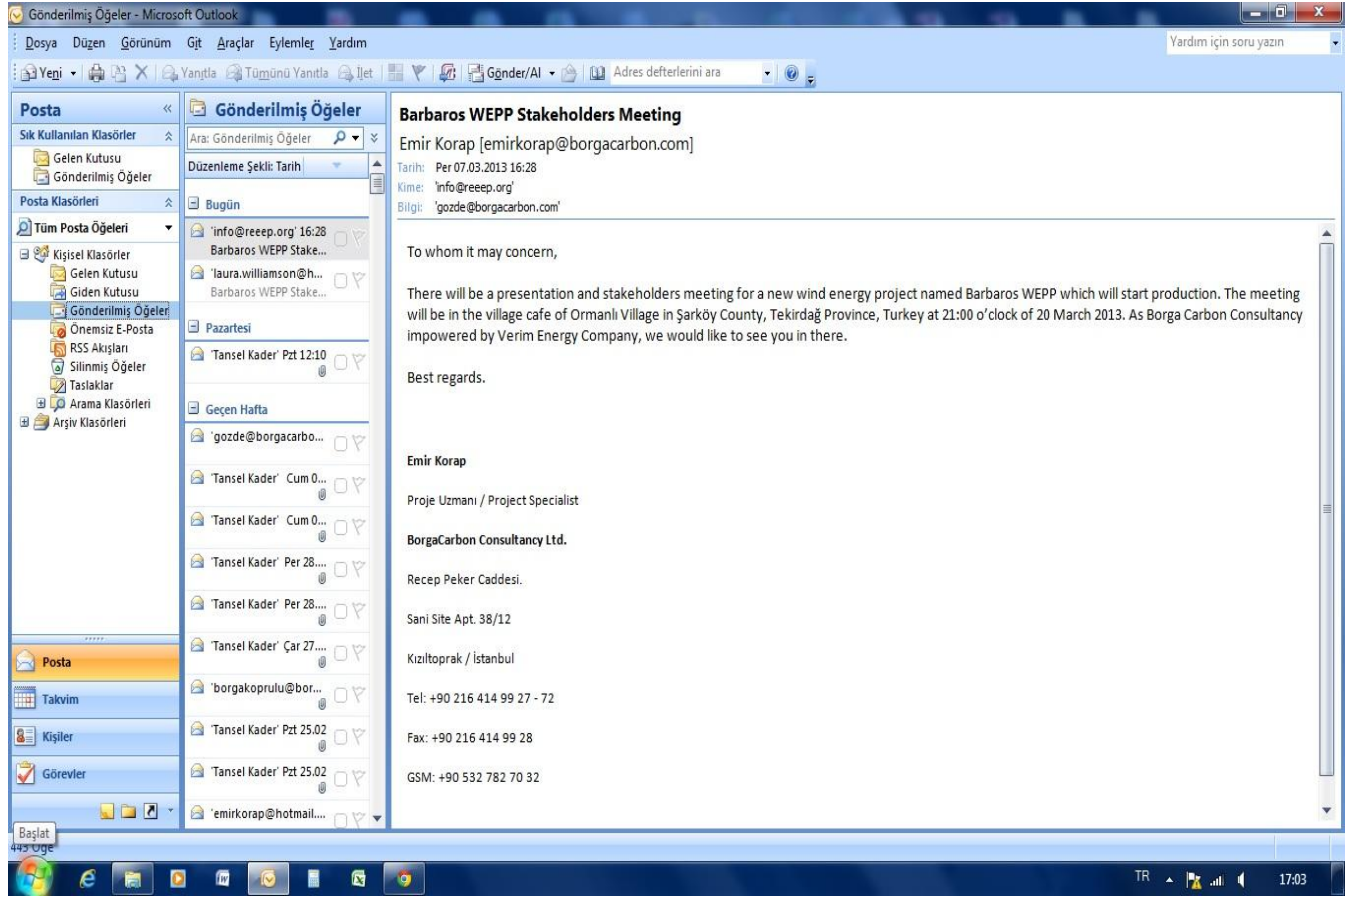 Gönderilmiş Öğeler - Microsoft Outlook
Dosya Düzen Görünüm Git Araçlar Eylemler Yardım
Yardım için soru yazın
Yeni Yanıtla Tümünü Yanıtla İlet Gönder/Al Adres defterlerini ara
Posta
Sık Kullanılan Klasörler
Gelen Kutusu
Gönderilmiş Öğeler
Posta Klasörleri
Tüm Posta Öğeleri
Kişisel Klasörler
Gelen Kutusu
Giden Kutusu
Gönderilmiş Öğeler
Önemsiz E-Posta
RSS Akışları
Silinmiş Öğeler
Taslaklar
Arama Klasörleri
Arşiv Klasörleri
Posta
Takvim
Kişiler
Görevler
Başlat
443 Öğe
Gönderilmiş Öğeler
Ara: Gönderilmiş Öğeler
Düzenleme Şekli: Tarih
Bugün
'info@reeep.org' 16:28
Barbaros WEPP Stake...
'laura.williamson@h...
Barbaros WEPP Stake...
Pazartesi
'Tansel Kader' Pzt 12:10
Geçen Hafta
'gozde@borgacarbo...
'Tansel Kader' Cum 0...
'Tansel Kader' Cum 0...
'Tansel Kader' Per 28....
'Tansel Kader' Per 28....
'Tansel Kader' Çar 27....
'borgakoprulu@bor...
'Tansel Kader' Pzt 25.02
'Tansel Kader' Pzt 25.02
'emirkorap@hotmail....
Barbaros WEPP Stakeholders Meeting
Emir Korap [emirkorap@borgacarbon.com]
Tarih: Per 07.03.2013 16:28
Kime: 'info@reeep.org'
Bilgi: 'gozde@borgacarbon.com'
To whom it may concern,
There will be a presentation and stakeholders meeting for a new wind energy project named Barbaros WEPP which will start production. The meeting
will be in the village cafe of Ormanlı Village in Şarköy County, Tekirdağ Province, Turkey at 21:00 o'clock of 20 March 2013. As Borga Carbon Consultancy
impowered by Verim Energy Company, we would like to see you in there.
Best regards.
Emir Korap
Proje Uzmanı / Project Specialist
BorgaCarbon Consultancy Ltd.
Recep Peker Caddesi.
Sani Site Apt. 38/12
Kızıltoprak / İstanbul
Tel: +90 216 414 99 27 - 72
Fax: +90 216 414 99 28
GSM: +90 532 782 70 32
TR 17:03